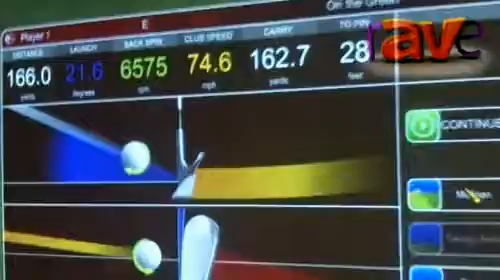 On the Green
Player 1
E
rave
DISTANCE LAUNCH BACK SPIN CLUB SPEED CARRY TO PIN
166.0 21.6 6575 74.6 162.7 28
yards degrees rpm mph yards feet
CONTINUE